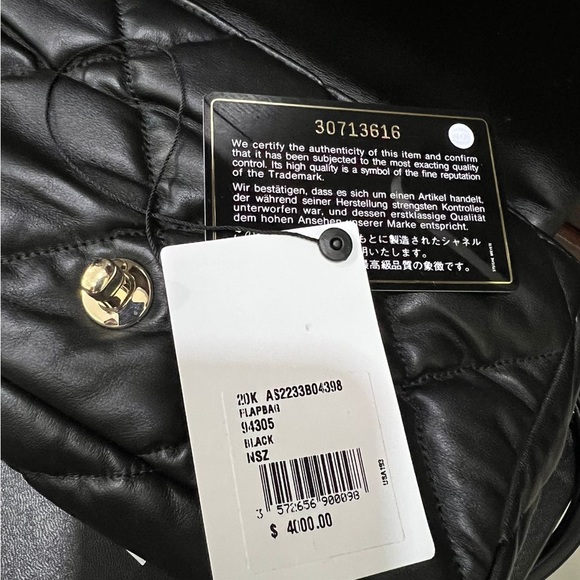 30713616
We certify the authenticity of this item and confirm
that it has been subjected to the most exacting quality
control. Its high quality is a symbol of the fine reputation
of the Trademark.
Wir bestätigen, dass es sich um einen Artikel handelt,
der während seiner Herstellung strengsten Kontrollen
unterworfen war, und dessen erstklassige Qualität
dem hohen Ansehen unserer Marke entspricht.
もとに製造されたシャネル
明いたします。
最高級品質の象徴です。
20K AS2233B04398
FLAPBAG
94305
BLACK
NSZ
USA193
3 572656 900098
$ 4000.00